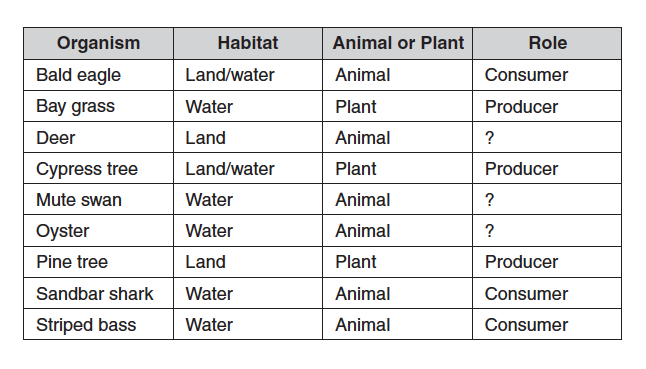 Organism Habitat Animal or Plant Role
Bald eagle Land/water Animal Consumer
Bay grass Water Plant Producer
Deer Land Animal ?
Cypress tree Land/water Plant Producer
Mute swan Water Animal ?
Oyster Water Animal ?
Pine tree Land Plant Producer
Sandbar shark Water Animal Consumer
Striped bass Water Animal Consumer